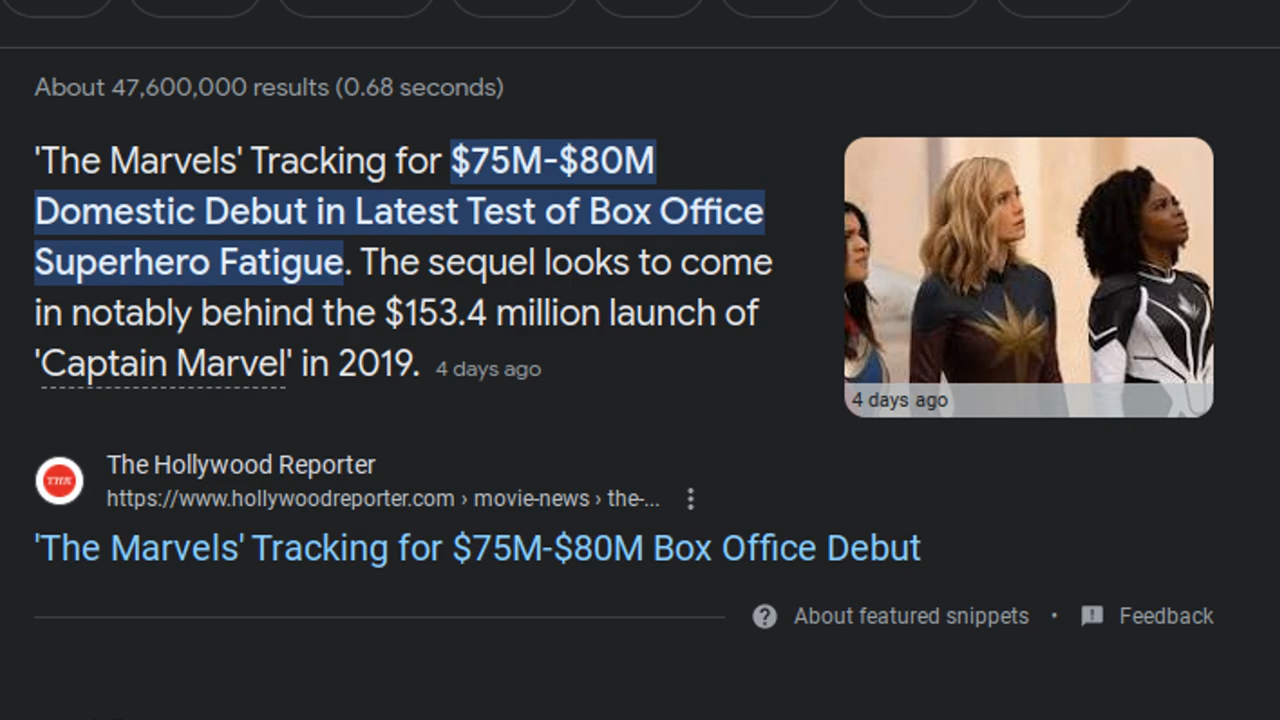 About 47,600,000 results (0.68 seconds)
'The Marvels' Tracking for $75M-$80M
Domestic Debut in Latest Test of Box Office
Superhero Fatigue. The sequel looks to come
in notably behind the $153.4 million launch of
'Captain Marvel' in 2019. 4 days ago
4 days ago
THR
The Hollywood Reporter
https://www.hollywoodreporter.com › movie-news › the-...
'The Marvels' Tracking for $75M-$80M Box Office Debut
About featured snippets • Feedback